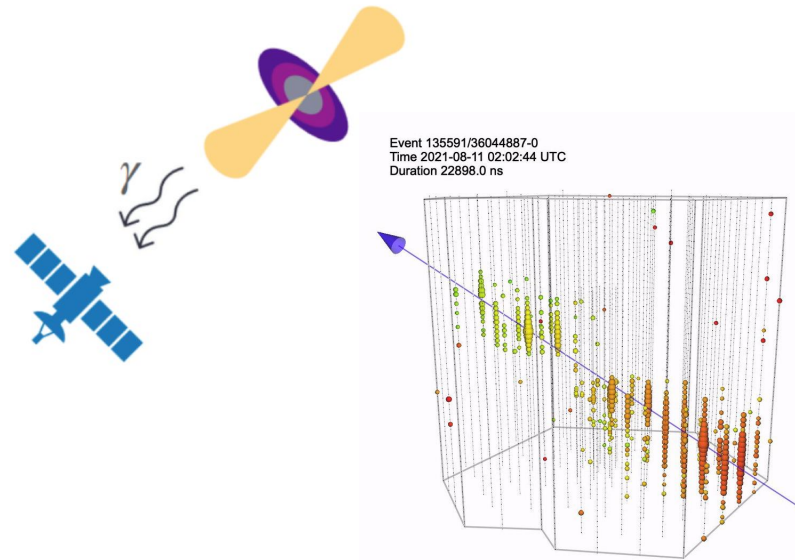 γ
Event 135591/36044887-0
Time 2021-08-11 02:02:44 UTC
Duration 22898.0 ns